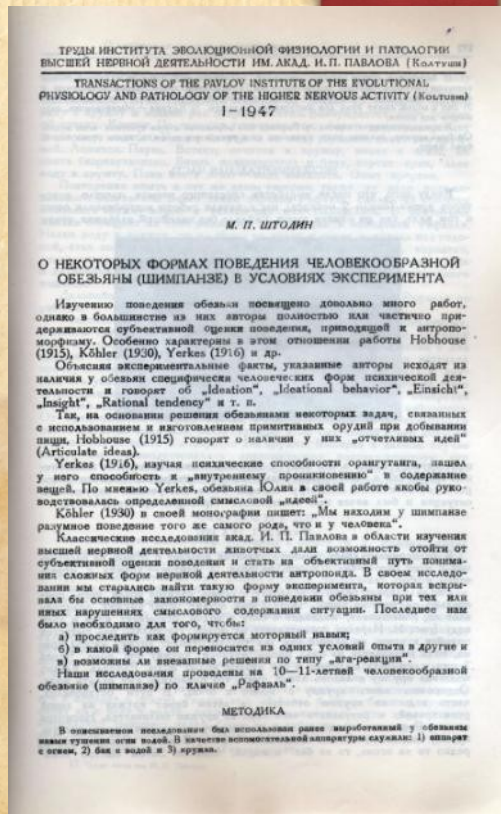 ТРУДЫ ИНСТИТУТА ЭВОЛЮЦИОННОЙ ФИЗИОЛОГИИ И ПАТОЛОГИИ
ВЫСШЕЙ НЕРВНОЙ ДЕЯТЕЛЬНОСТИ ИМ. АКАД. И. П. ПАВЛОВА (Колтуши)
TRANSACTIONS OF THE PAVLOV INSTITUTE OF THE EVOLUTIONAL
PHYSIOLOGY AND PATHOLOGY OF THE HIGHER NERVOUS ACTIVITY (Koltushi)
I—1947
М. П. ШТОДИН
О НЕКОТОРЫХ ФОРМАХ ПОВЕДЕНИЯ ЧЕЛОВЕКООБРАЗНОЙ
ОБЕЗЬЯНЫ (ШИМПАНЗЕ) В УСЛОВИЯХ ЭКСПЕРИМЕНТА
Изучению поведения обезьян посвящено довольно много работ,
однако в большинстве из них авторы полностью или частично при-
держиваются субъективной оценки поведения, приводящей к антропо-
морфизму. Особенно характерны в этом отношении работы Hobhouse
(1915), Köhler (1930), Yerkes (1916) и др.
Объясняя экспериментальные факты, указанные авторы исходят из
наличия у обезьян специфически человеческих форм психической дея-
тельности и говорят об „Ideation“, „Ideational behavior“, „Einsicht“,
„Insight“, „Rational tendency“ и т. п.
Так, на основании решения обезьянами некоторых задач, связанных
с использованием и изготовлением примитивных орудий при добывании
пищи, Hobhouse (1915) говорят о наличии у них „отчетливых идей“
(Articulate ideas).
Yerkes (1916), изучая психические способности орангутанга, нашел
у него способность к „внутреннему проникновению“ в содержание
вещей. По мнению Yerkes, обезьяна Юлия в своей работе якобы руко-
водствовалась определенной смысловой „идеей“.
Köhler (1930) в своей монографии пишет: „Мы находим у шимпанзе
разумное поведение того же самого рода, что и у человека“.
Классические исследования акад. И. П. Павлова в области изучения
высшей нервной деятельности животных дали возможность отойти от
субъективной оценки поведения и стать на объективный путь понима-
ния сложных форм нервной деятельности антропоида. В своем исследо-
вании мы старались найти такую форму эксперимента, которая вскры-
вала бы основные закономерности в поведении обезьяны при тех или
иных нарушениях смыслового содержания ситуации. Последнее нам
было необходимо для того, чтобы:
а) проследить как формируется моторный навык;
б) в какой форме он переносится из одних условий опыта в другие и
в) возможны ли внезапные решения по типу „ага-реакции“.
Наши исследования проведены на 10—11-летней человекообразной
обезьяне (шимпанзе) по кличке „Рафаэль“.
МЕТОДИКА
В описываемом исследовании был использован ранее выработанный у обезьяны
навык тушения огня водой. В качестве вспомогательной аппаратуры служили: 1) аппарат
с огнем, 2) бак с водой и 3) кружка.